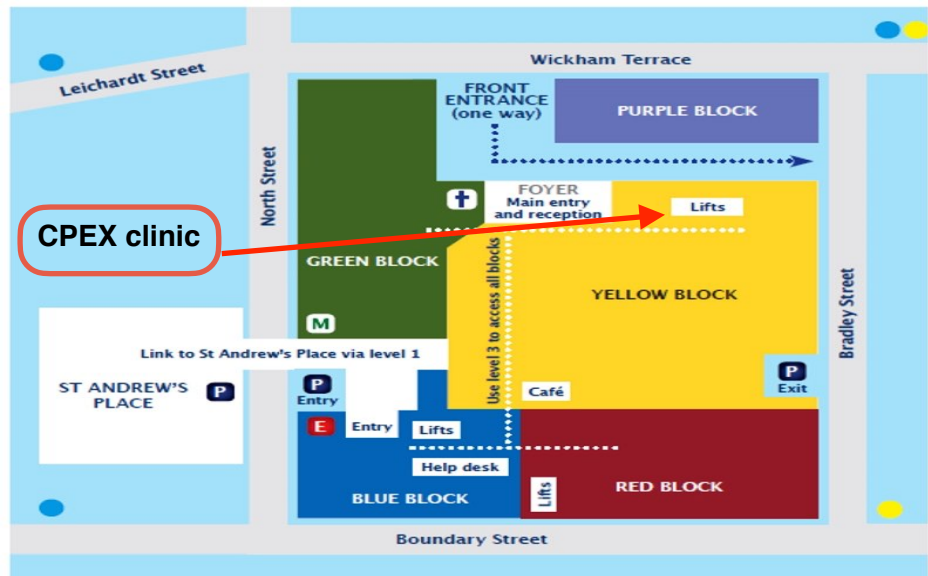 Wickham Terrace
Leichardt Street
FRONT
ENTRANCE
(one way)
PURPLE BLOCK
North Street
FOYER
Main entry
and reception
Lifts
CPEX clinic
GREEN BLOCK
Use level 3 to access all blocks
YELLOW BLOCK
Bradley Street
M
Link to St Andrew's Place via level 1
ST ANDREW'S
PLACE
P
P
Entry
Café
P
Exit
E
Entry
Lifts
Help desk
BLUE BLOCK
Lifts
RED BLOCK
Boundary Street